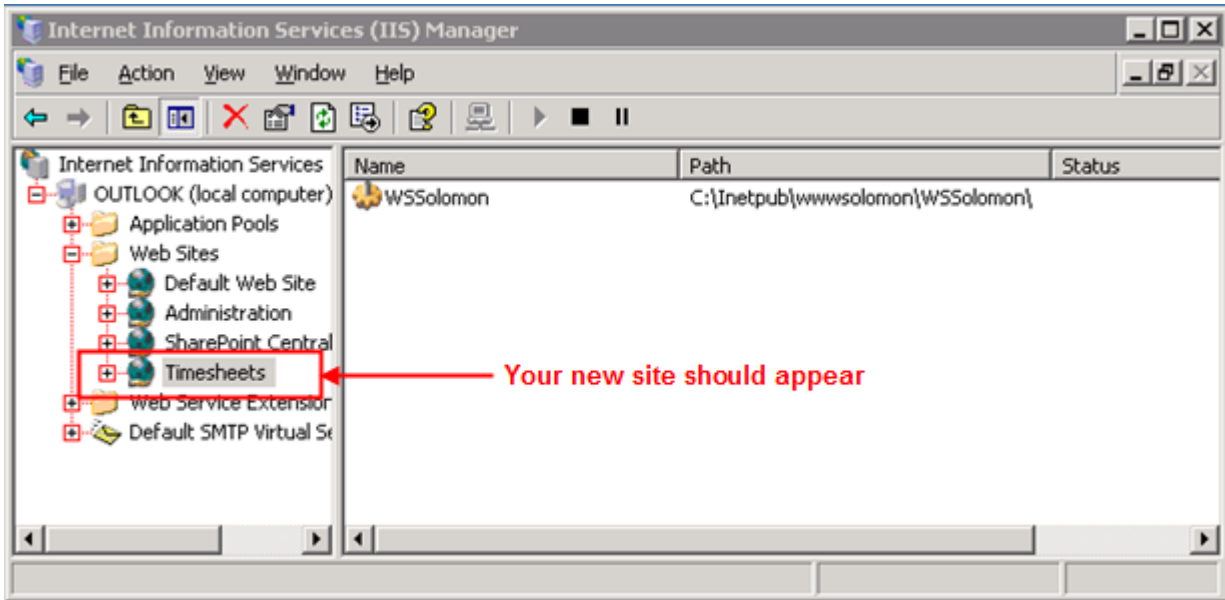 Internet Information Services (IIS) Manager
File Action View Window Help
Internet Information Services
Name Path Status
OUTLOOK (local computer)
WSSolomon C:\Inetpub\wwwsolomon\WSSolomon\
Application Pools
Web Sites
Default Web Site
Administration
SharePoint Central
Timesheets
Your new site should appear
Web Service Extension
Default SMTP Virtual Se